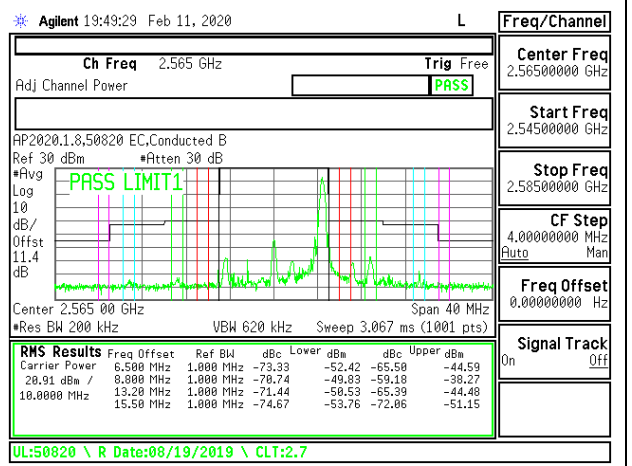 Agilent 19:49:29 Feb 11, 2020 L Freq/Channel
Ch Freq 2.565 GHz Trig Free
Adj Channel Power PASS
Center Freq
2.56500000 GHz
Start Freq
2.54500000 GHz
AP2020.1.8,50820 EC,Conducted B
Ref 30 dBm #Atten 30 dB
#Avg
Log
10
dB/
Offst
11.4
dB
PASS LIMIT1
Stop Freq
2.58500000 GHz
CF Step
4.00000000 MHz
Auto Man
Freq Offset
0.00000000 Hz
Center 2.565 00 GHz Span 40 MHz
#Res BW 200 kHz VBW 620 kHz Sweep 3.067 ms (1001 pts)
Signal Track
On Off
RMS Results Freq Offset Ref BW dBc Lower dBm dBc Upper dBm
Carrier Power 6.500 MHz 1.000 MHz -73.33 -52.42 -65.50 -44.59
20.91 dBm / 8.800 MHz 1.000 MHz -70.74 -49.83 -59.18 -38.27
10.0000 MHz 13.20 MHz 1.000 MHz -71.44 -50.53 -65.39 -44.48
15.50 MHz 1.000 MHz -74.67 -53.76 -72.06 -51.15
UL:50820 \ R Date:08/19/2019 \ CLT:2.7